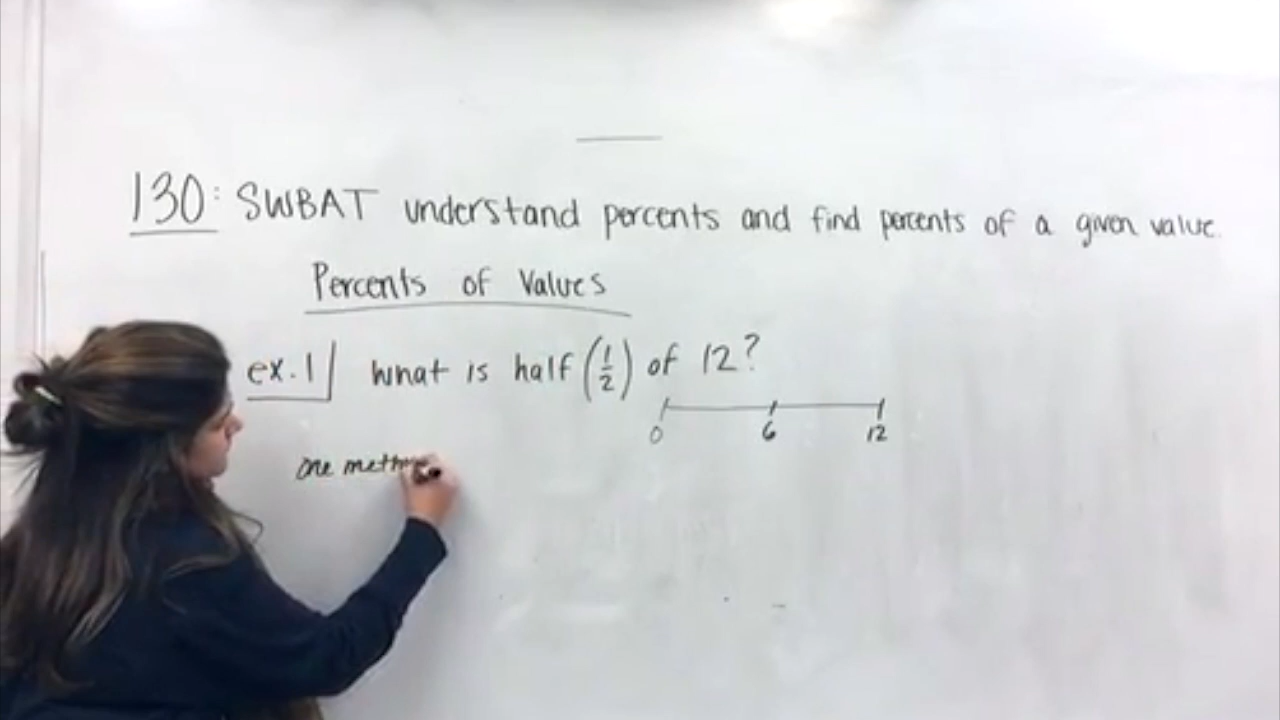 130: SWBAT understand percents and find percents of a given value.
Percents of Values
ex. 1 What is half (1/2) of 12?
0 6 12
one